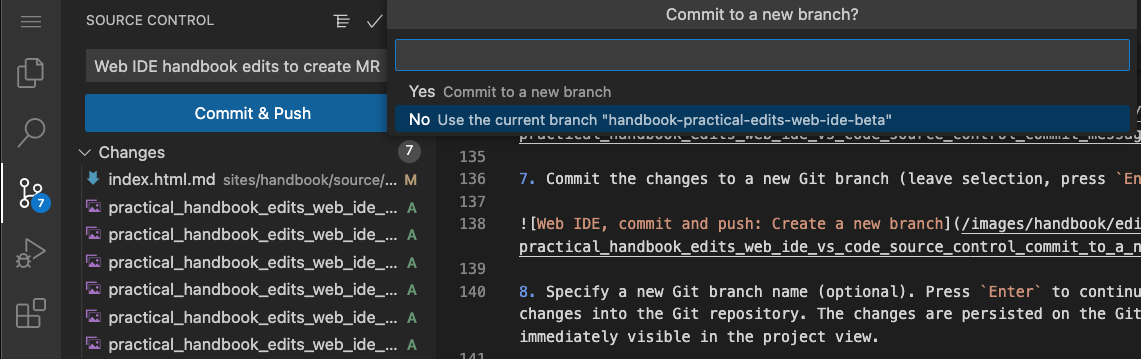 SOURCE CONTROL
Commit to a new branch?
Web IDE handbook edits to create MR
Commit & Push
Yes Commit to a new branch
No Use the current branch "handbook-practical-edits-web-ide-beta"
Changes 7
7
index.html.md sites/handbook/source/... M
practical_handbook_edits_web_ide_... A
practical_handbook_edits_web_ide_... A
practical_handbook_edits_web_ide_... A
practical_handbook_edits_web_ide_... A
practical_handbook_edits_web_ide_... A
practical_handbook_edits_web_ide_... A
practical_handbook_edits_web_ide_vs_code_source_control_commit_messag
135
136 7. Commit the changes to a new Git branch (leave selection, press `En
137
138 ![Web IDE, commit and push: Create a new branch](/images/handbook/edi
practical_handbook_edits_web_ide_vs_code_source_control_commit_to_a_n
139
140 8. Specify a new Git branch name (optional). Press `Enter` to continu
changes into the Git repository. The changes are persisted on the Git
immediately visible in the project view.
141